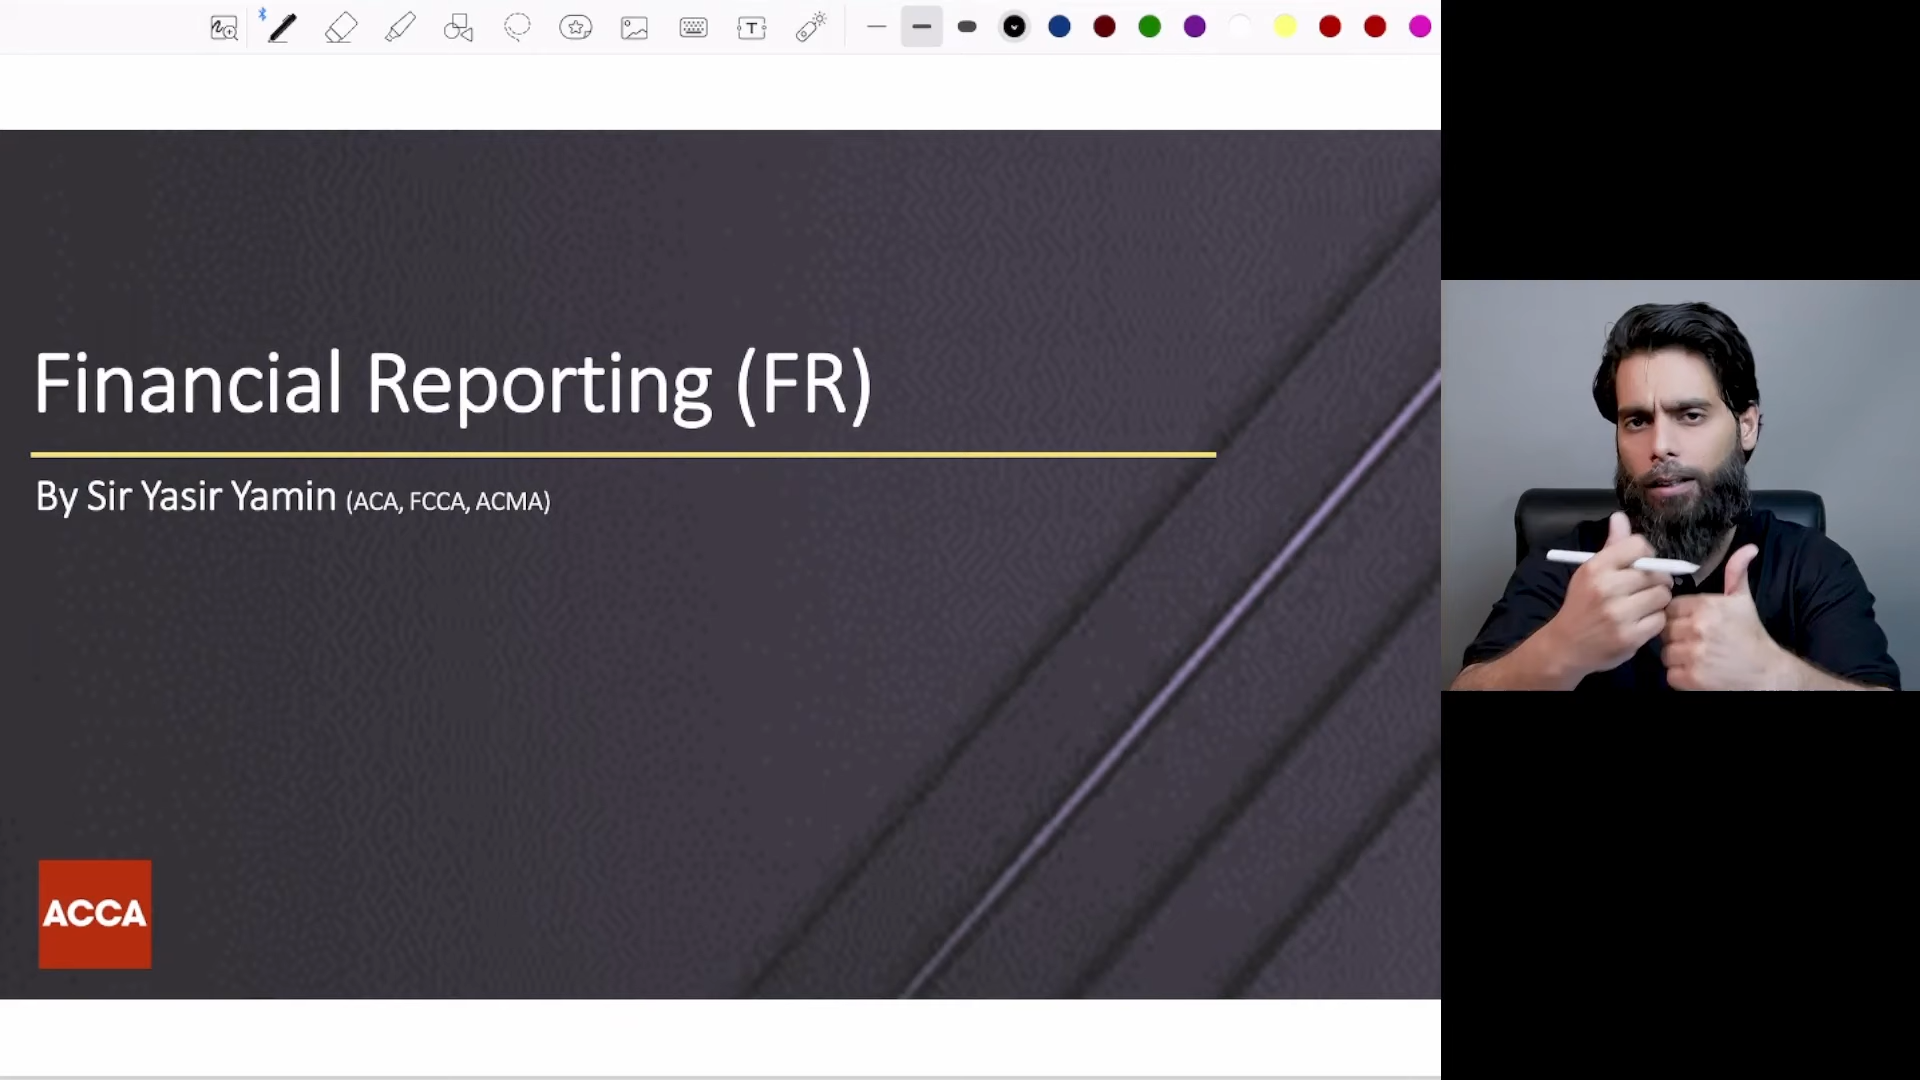 Financial Reporting (FR)
By Sir Yasir Yamin (ACA, FCCA, ACMA)
ACCA